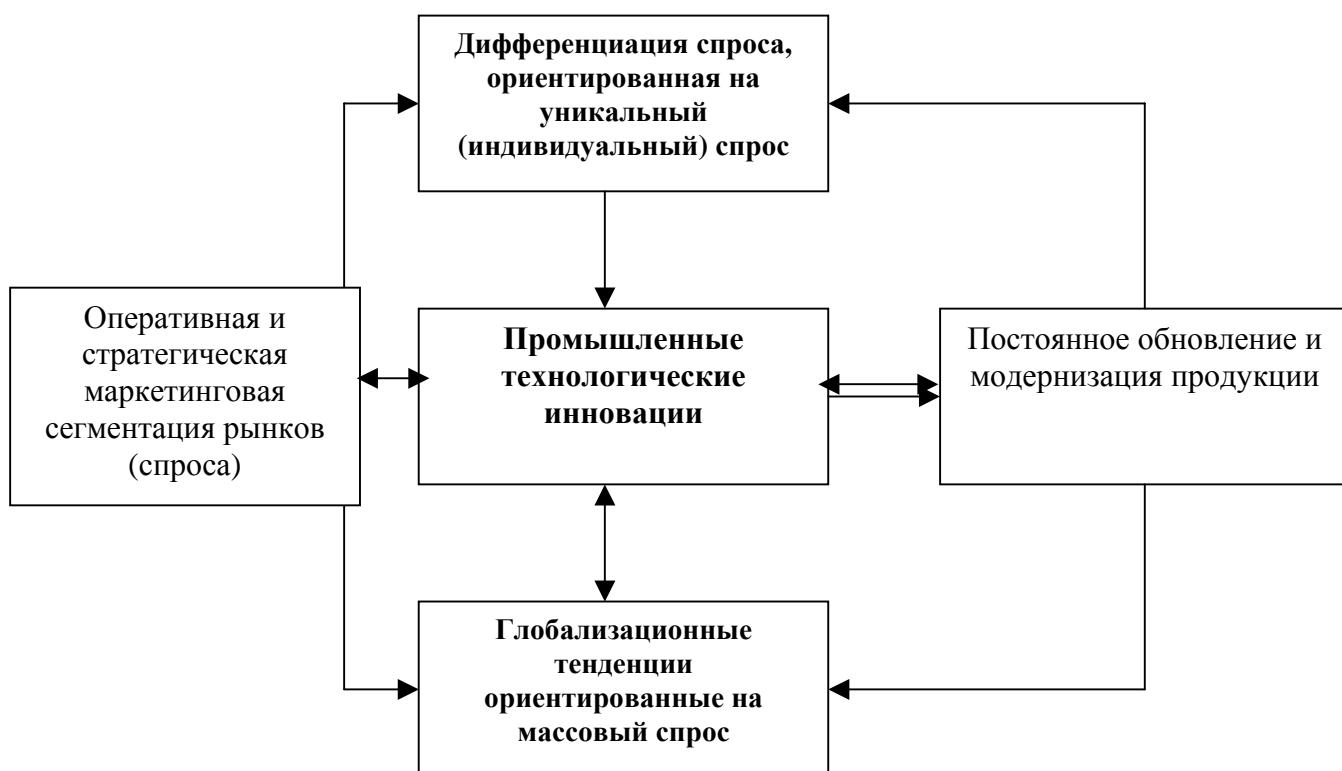 Дифференциация спроса,
ориентированная на
уникальный
(индивидуальный) спрос
Оперативная и
стратегическая
маркетинговая
сегментация рынков
(спроса)
Промышленные
технологические
инновации
Постоянное обновление и
модернизация продукции
Глобализационные
тенденции
ориентированные на
массовый спрос